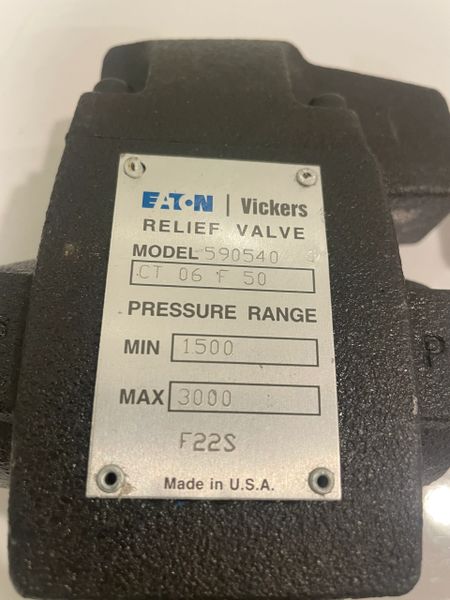 EATON | Vickers
RELIEF VALVE
MODEL 590540
CT 06 F 50
PRESSURE RANGE
MIN 1500
MAX 3000
F22S
Made in U.S.A.
P